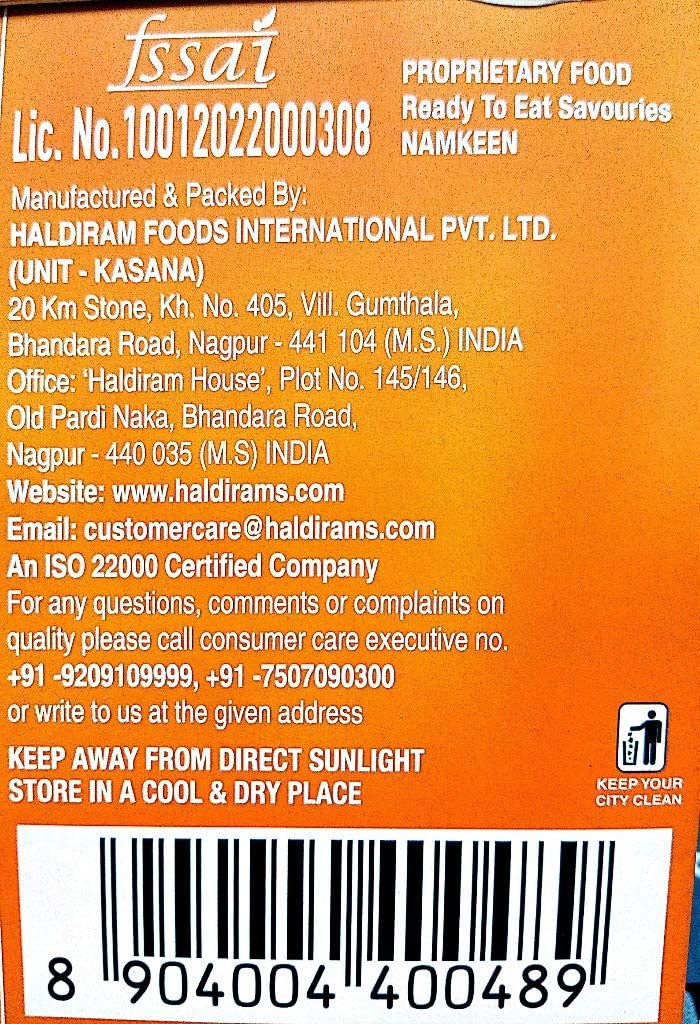 fssai
Lic. No.10012022000308
PROPRIETARY FOOD
Ready To Eat Savouries
NAMKEEN
Manufactured & Packed By:
HALDIRAM FOODS INTERNATIONAL PVT. LTD.
(UNIT - KASANA)
20 Km Stone, Kh. No. 405, Vill. Gumthala,
Bhandara Road, Nagpur - 441 104 (M.S.) INDIA
Office: 'Haldiram House', Plot No. 145/146,
Old Pardi Naka, Bhandara Road,
Nagpur - 440 035 (M.S) INDIA
Website: www.haldirams.com
Email: customercare@haldirams.com
An ISO 22000 Certified Company
For any questions, comments or complaints on
quality please call consumer care executive no.
+91 -9209109999, +91 -7507090300
or write to us at the given address
KEEP AWAY FROM DIRECT SUNLIGHT
STORE IN A COOL & DRY PLACE
KEEP YOUR
CITY CLEAN
8 904004 400489